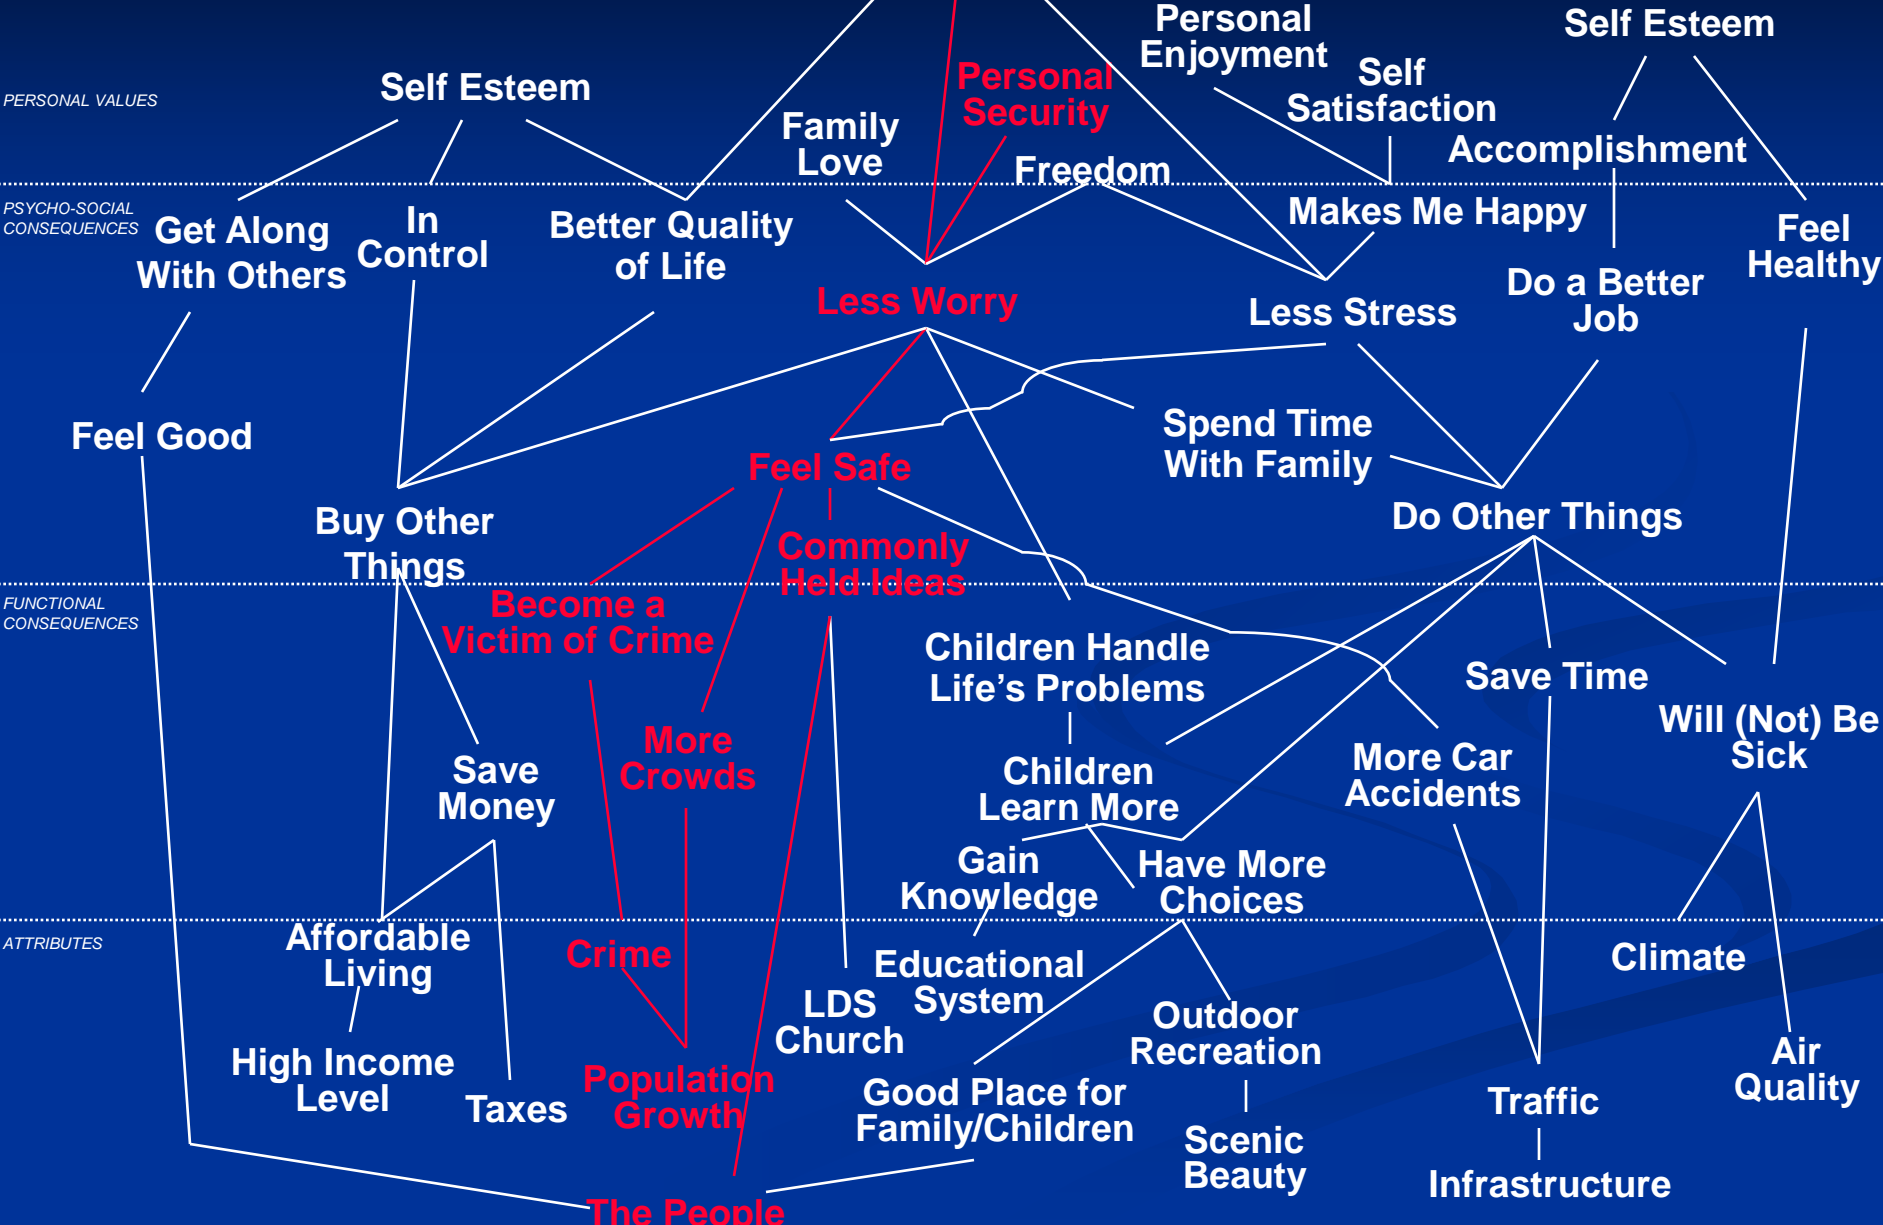 Personal
Enjoyment
Self Esteem
Self
Satisfaction
Personal
Security
Self Esteem
PERSONAL VALUES
Family
Love
Accomplishment
Freedom
PSYCHO-SOCIAL
CONSEQUENCES
Get Along
With Others
In
Control
Better Quality
of Life
Makes Me Happy
Feel
Healthy
Less Worry
Less Stress
Do a Better
Job
Feel Good
Feel Safe
Spend Time
With Family
Buy Other
Things
Commonly
Held Ideas
Do Other Things
FUNCTIONAL
CONSEQUENCES
Become a
Victim of Crime
Children Handle
Life’s Problems
Save Time
Will (Not) Be
Sick
More
Crowds
Save
Money
Children
Learn More
More Car
Accidents
Gain
Knowledge
Have More
Choices
ATTRIBUTES
Affordable
Living
Crime
Educational
System
Climate
LDS
Church
Outdoor
Recreation
High Income
Level
Taxes
Population
Growth
Good Place for
Family/Children
Traffic
Air
Quality
Scenic
Beauty
Infrastructure
The People